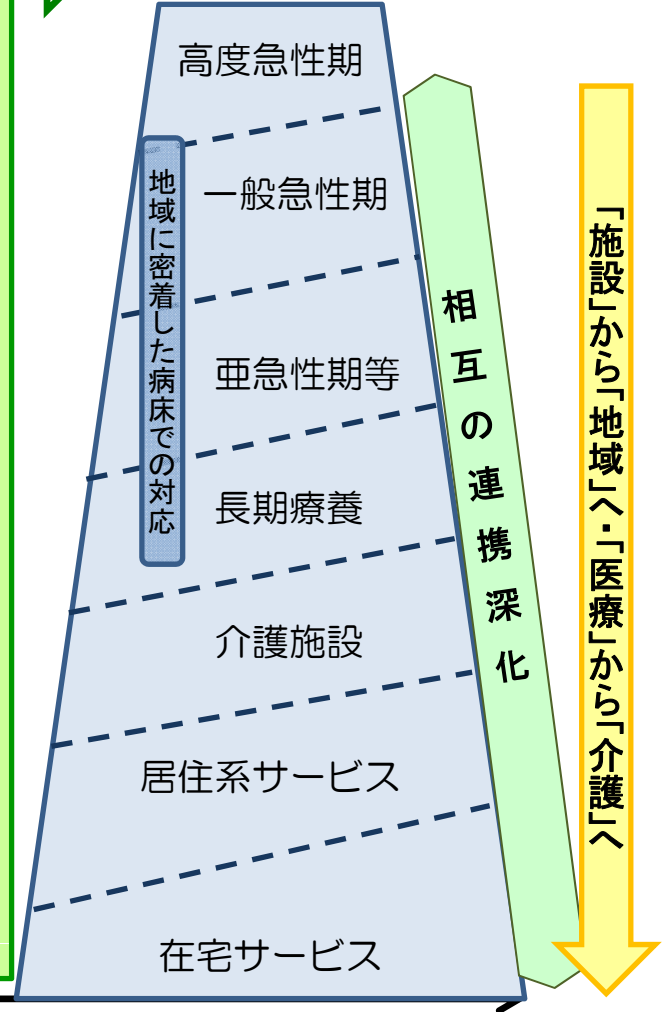 高度急性期
一般急性期
地域に密着した病床での対応
亜急性期等
長期療養
介護施設
居住系サービス
在宅サービス
相互の連携深化
「施設」から「地域」へ・「医療」から「介護」へ